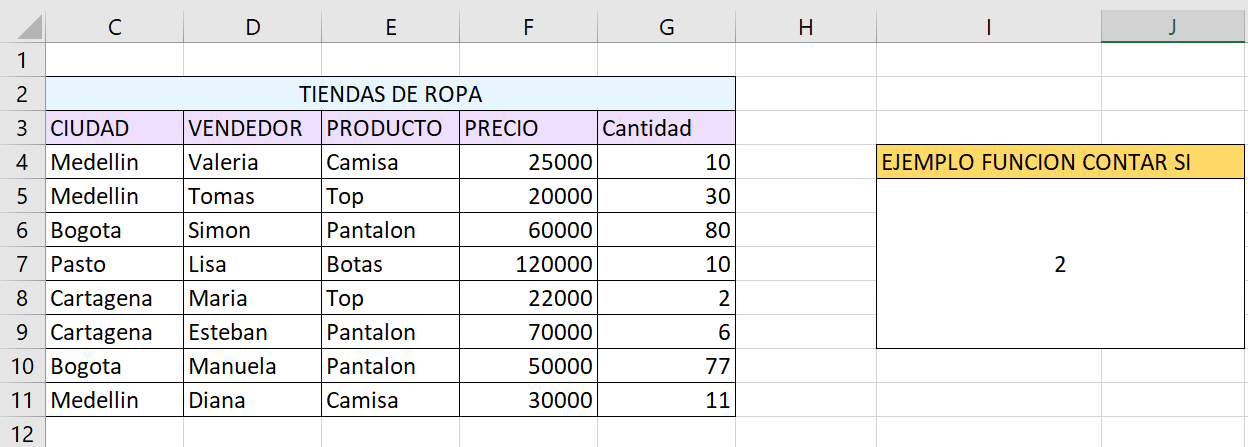 C D E F G H I J
1
2 TIENDAS DE ROPA
3 CIUDAD VENDEDOR PRODUCTO PRECIO Cantidad
4 Medellin Valeria Camisa 25000 10 EJEMPLO FUNCION CONTAR SI
5 Medellin Tomas Top 20000 30
6 Bogota Simon Pantalon 60000 80
7 Pasto Lisa Botas 120000 10 2
8 Cartagena Maria Top 22000 2
9 Cartagena Esteban Pantalon 70000 6
10 Bogota Manuela Pantalon 50000 77
11 Medellin Diana Camisa 30000 11
12